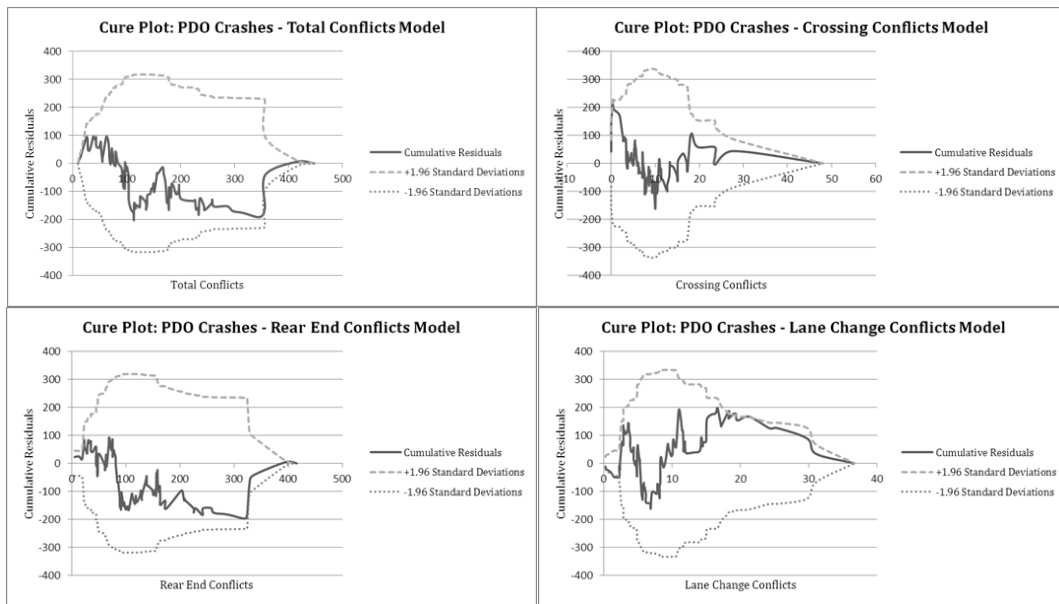 Cure Plot: PDO Crashes - Total Conflicts Model
400
300
200
100
0
-100
-200
-300
-400
0
100
200
300
400
500
Cumulative Residuals
Total Conflicts
Cumulative Residuals
+1.96 Standard Deviations
-1.96 Standard Deviations
Cure Plot: PDO Crashes - Crossing Conflicts Model
400
300
200
100
0
-100
-200
-300
-400
-10
0
10
20
30
40
50
60
Cumulative Residuals
Crossing Conflicts
Cumulative Residuals
+1.96 Standard Deviations
-1.96 Standard Deviations
Cure Plot: PDO Crashes - Rear End Conflicts Model
400
300
200
100
0
-100
-200
-300
-400
0
100
200
300
400
500
Cumulative Residuals
Rear End Conflicts
Cumulative Residuals
+1.96 Standard Deviations
-1.96 Standard Deviations
Cure Plot: PDO Crashes - Lane Change Conflicts Model
400
300
200
100
0
-100
-200
-300
-400
0
10
20
30
40
Cumulative Residuals
Lane Change Conflicts
Cumulative Residuals
+1.96 Standard Deviations
-1.96 Standard Deviations